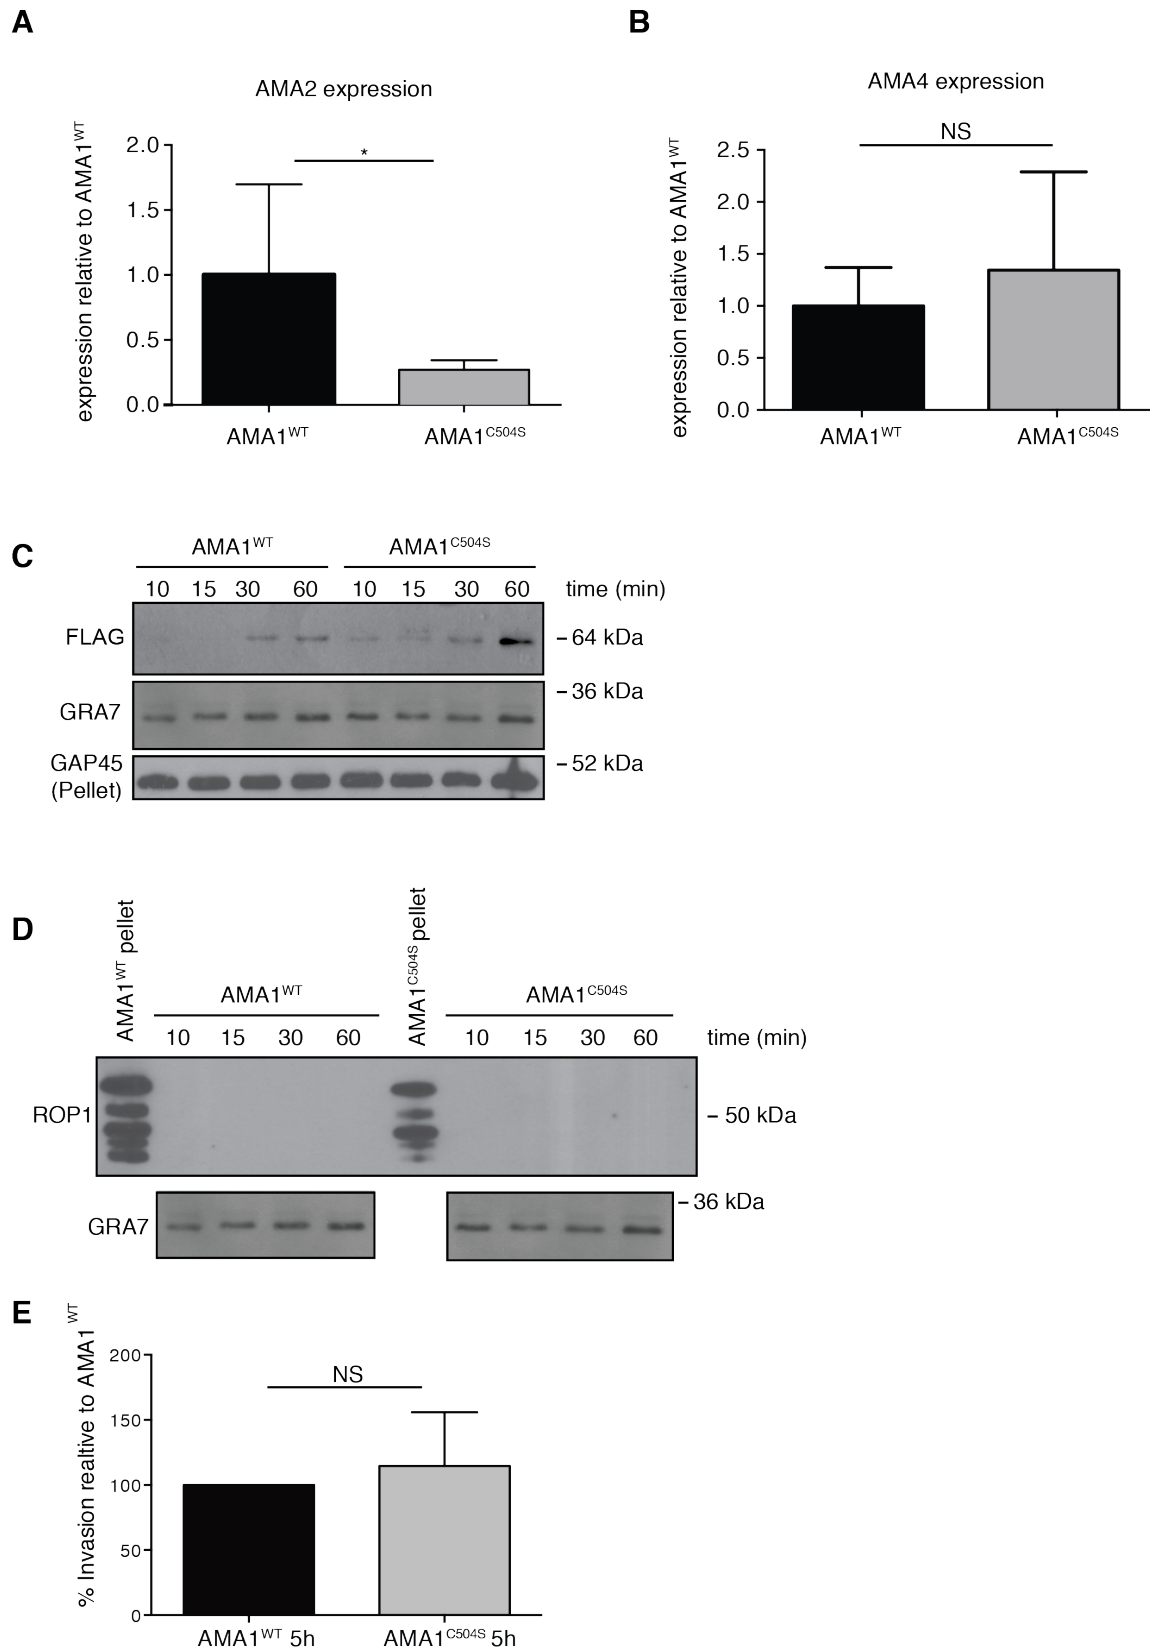 A
B
AMA2 expression
AMA4 expression
expression relative to AMA1WT
2.0
1.5
1.0
0.5
0.0
*
AMA1WT
AMA1C504S
expression relative to AMA1WT
2.5
2.0
1.5
1.0
0.5
0.0
NS
AMA1WT
AMA1C504S
C
AMA1WT
AMA1C504S
10 15 30 60 10 15 30 60 time (min)
FLAG
– 64 kDa
– 36 kDa
GRA7
GAP45
(Pellet)
– 52 kDa
D
AMA1WT pellet
AMA1C504S pellet
AMA1WT
AMA1C504S
10 15 30 60 10 15 30 60 time (min)
ROP1
– 50 kDa
– 36 kDa
GRA7
E
% Invasion realtive to AMA1WT
200
150
100
50
0
NS
AMA1WT 5h
AMA1C504S 5h